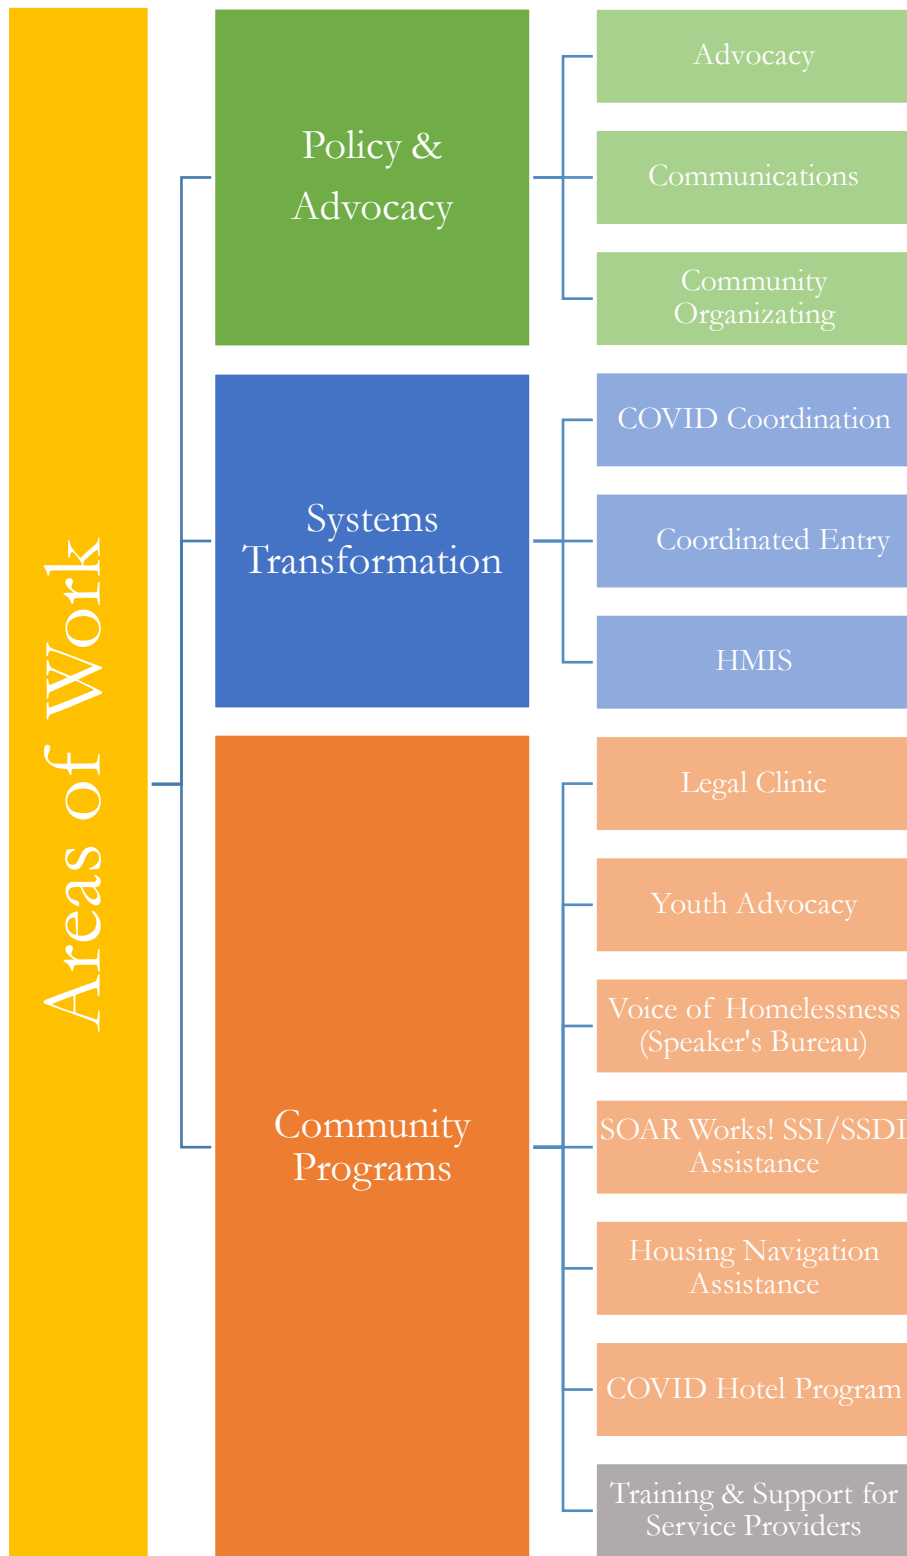 Areas of Work
Policy &
Advocacy
Advocacy
Communications
Community
Organizating
Systems
Transformation
COVID Coordination
Coordinated Entry
HMIS
Community
Programs
Legal Clinic
Youth Advocacy
Voice of Homelessness
(Speaker's Bureau)
SOAR Works! SSI/SSDI
Assistance
Housing Navigation
Assistance
COVID Hotel Program
Training & Support for
Service Providers